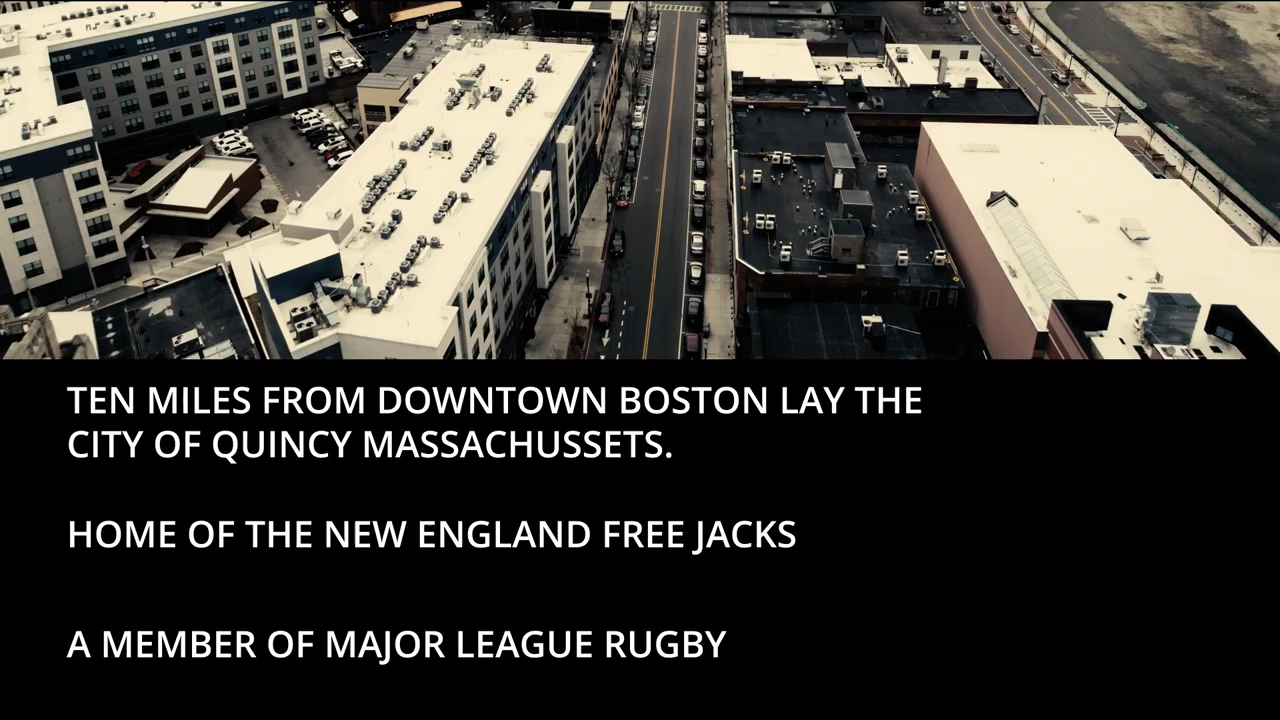 TEN MILES FROM DOWNTOWN BOSTON LAY THE
CITY OF QUINCY MASSACHUSSETS.
HOME OF THE NEW ENGLAND FREE JACKS
A MEMBER OF MAJOR LEAGUE RUGBY